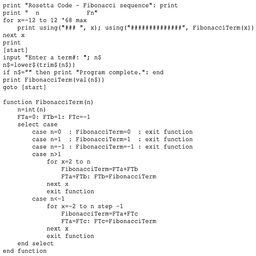 print "Rosetta Code - Fibonacci sequence": print
print "  n             Fn"
for x=-12 to 12 '68 max
    print using("### ", x); using("##############", FibonacciTerm(x))
next x
print
[start]
input "Enter a term#: "; n$
n$=lower$(trim$(n$))
if n$="" then print "Program complete.": end
print FibonacciTerm(val(n$))
goto [start]
function FibonacciTerm(n)
    n=int(n)
    FTa=0: FTb=1: FTc=-1
    select case
        case n=0  : FibonacciTerm=0  : exit function
        case n=1  : FibonacciTerm=1  : exit function
        case n=-1 : FibonacciTerm=-1 : exit function
        case n>1
            for x=2 to n
                FibonacciTerm=FTa+FTb
                FTa=FTb: FTb=FibonacciTerm
            next x
            exit function
        case n<-1
            for x=-2 to n step -1
                FibonacciTerm=FTa+FTc
                FTa=FTc: FTc=FibonacciTerm
            next x
            exit function
    end select
end function